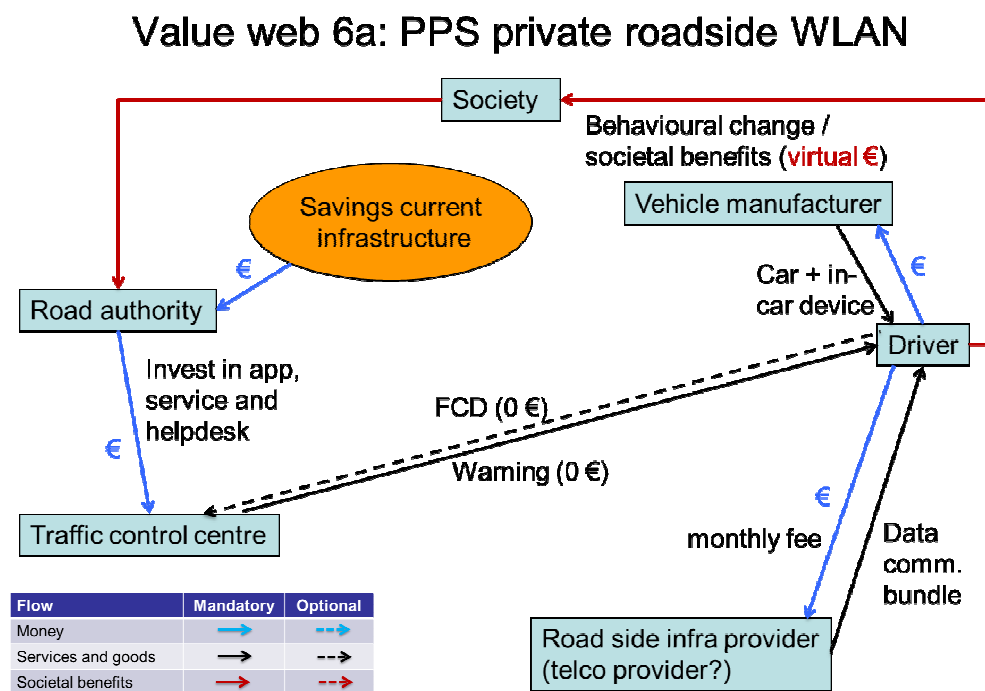 Value web 6a: PPS private roadside WLAN
Society
Behavioural change /
societal benefits (virtual €)
Savings current
infrastructure
Vehicle manufacturer
€
€
Car + in-
car device
Road authority
Driver
Invest in app,
service and
helpdesk
€
FCD (0 €)
Warning (0 €)
€
Traffic control centre
monthly fee
Data
comm.
bundle
Flow Mandatory Optional
Money
Services and goods
Societal benefits
Road side infra provider
(telco provider?)